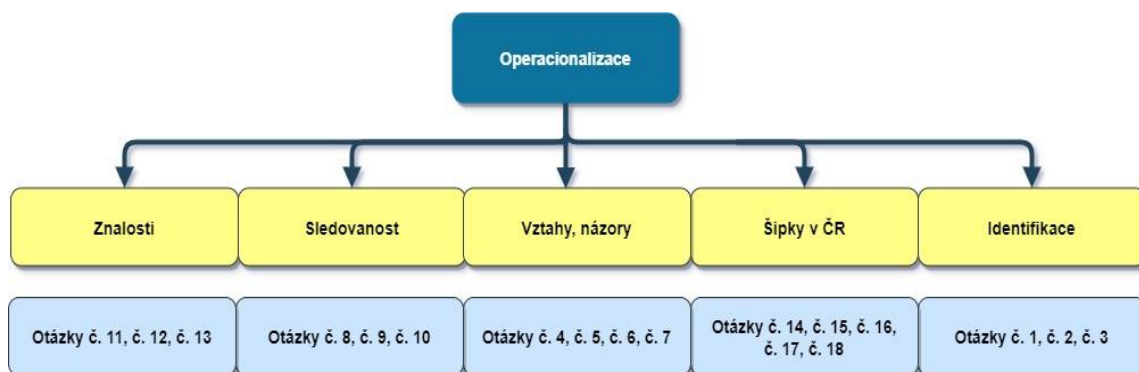 Operacionalizace
Znalosti
Sledovanost
Vztahy, názory
Šipky v ČR
Identifikace
Otázky č. 11, č. 12, č. 13
Otázky č. 8, č. 9, č. 10
Otázky č. 4, č. 5, č. 6, č. 7
Otázky č. 14, č. 15, č. 16,
č. 17, č. 18
Otázky č. 1, č. 2, č. 3